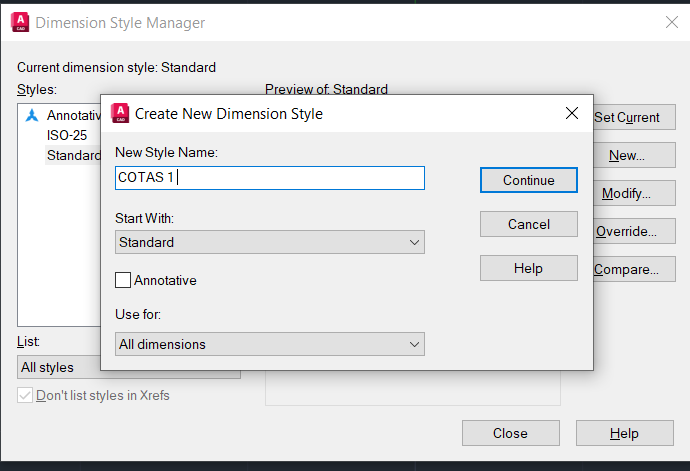 Dimension Style Manager
Current dimension style: Standard
Styles:
Preview of: Standard
Annotative
ISO-25
Standard
Set Current
New...
Modify...
Override...
Compare...
Create New Dimension Style
New Style Name:
COTAS 1
Continue
Start With:
Cancel
Standard
Help
Annotative
Use for:
All dimensions
List:
All styles
Don't list styles in Xrefs
Close
Help